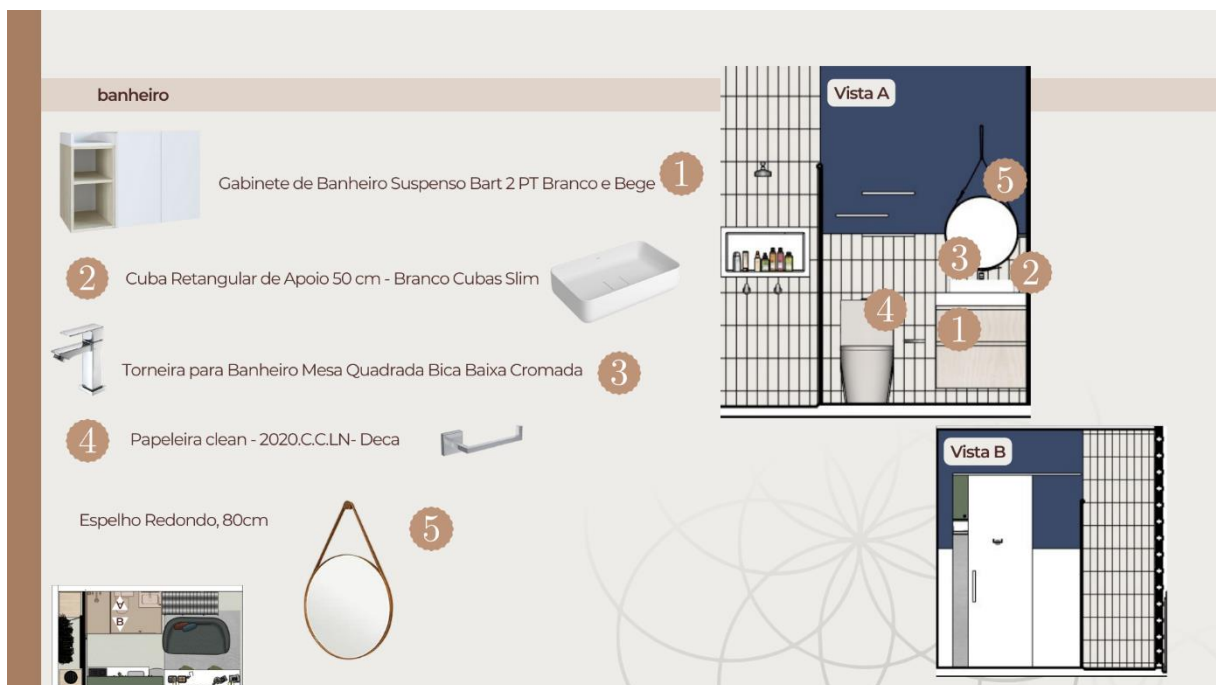 banheiro
Gabinete de Banheiro Suspenso Bart 2 PT Branco e Bege 1
2 Cuba Retangular de Apoio 50 cm - Branco Cubas Slim
Torneira para Banheiro Mesa Quadrada Bica Baixa Cromada 3
4 Papeleira clean - 2020.C.C.LN- Deca
Espelho Redondo, 80cm 5
A
B
Vista A
5
3
2
4
1
Vista B